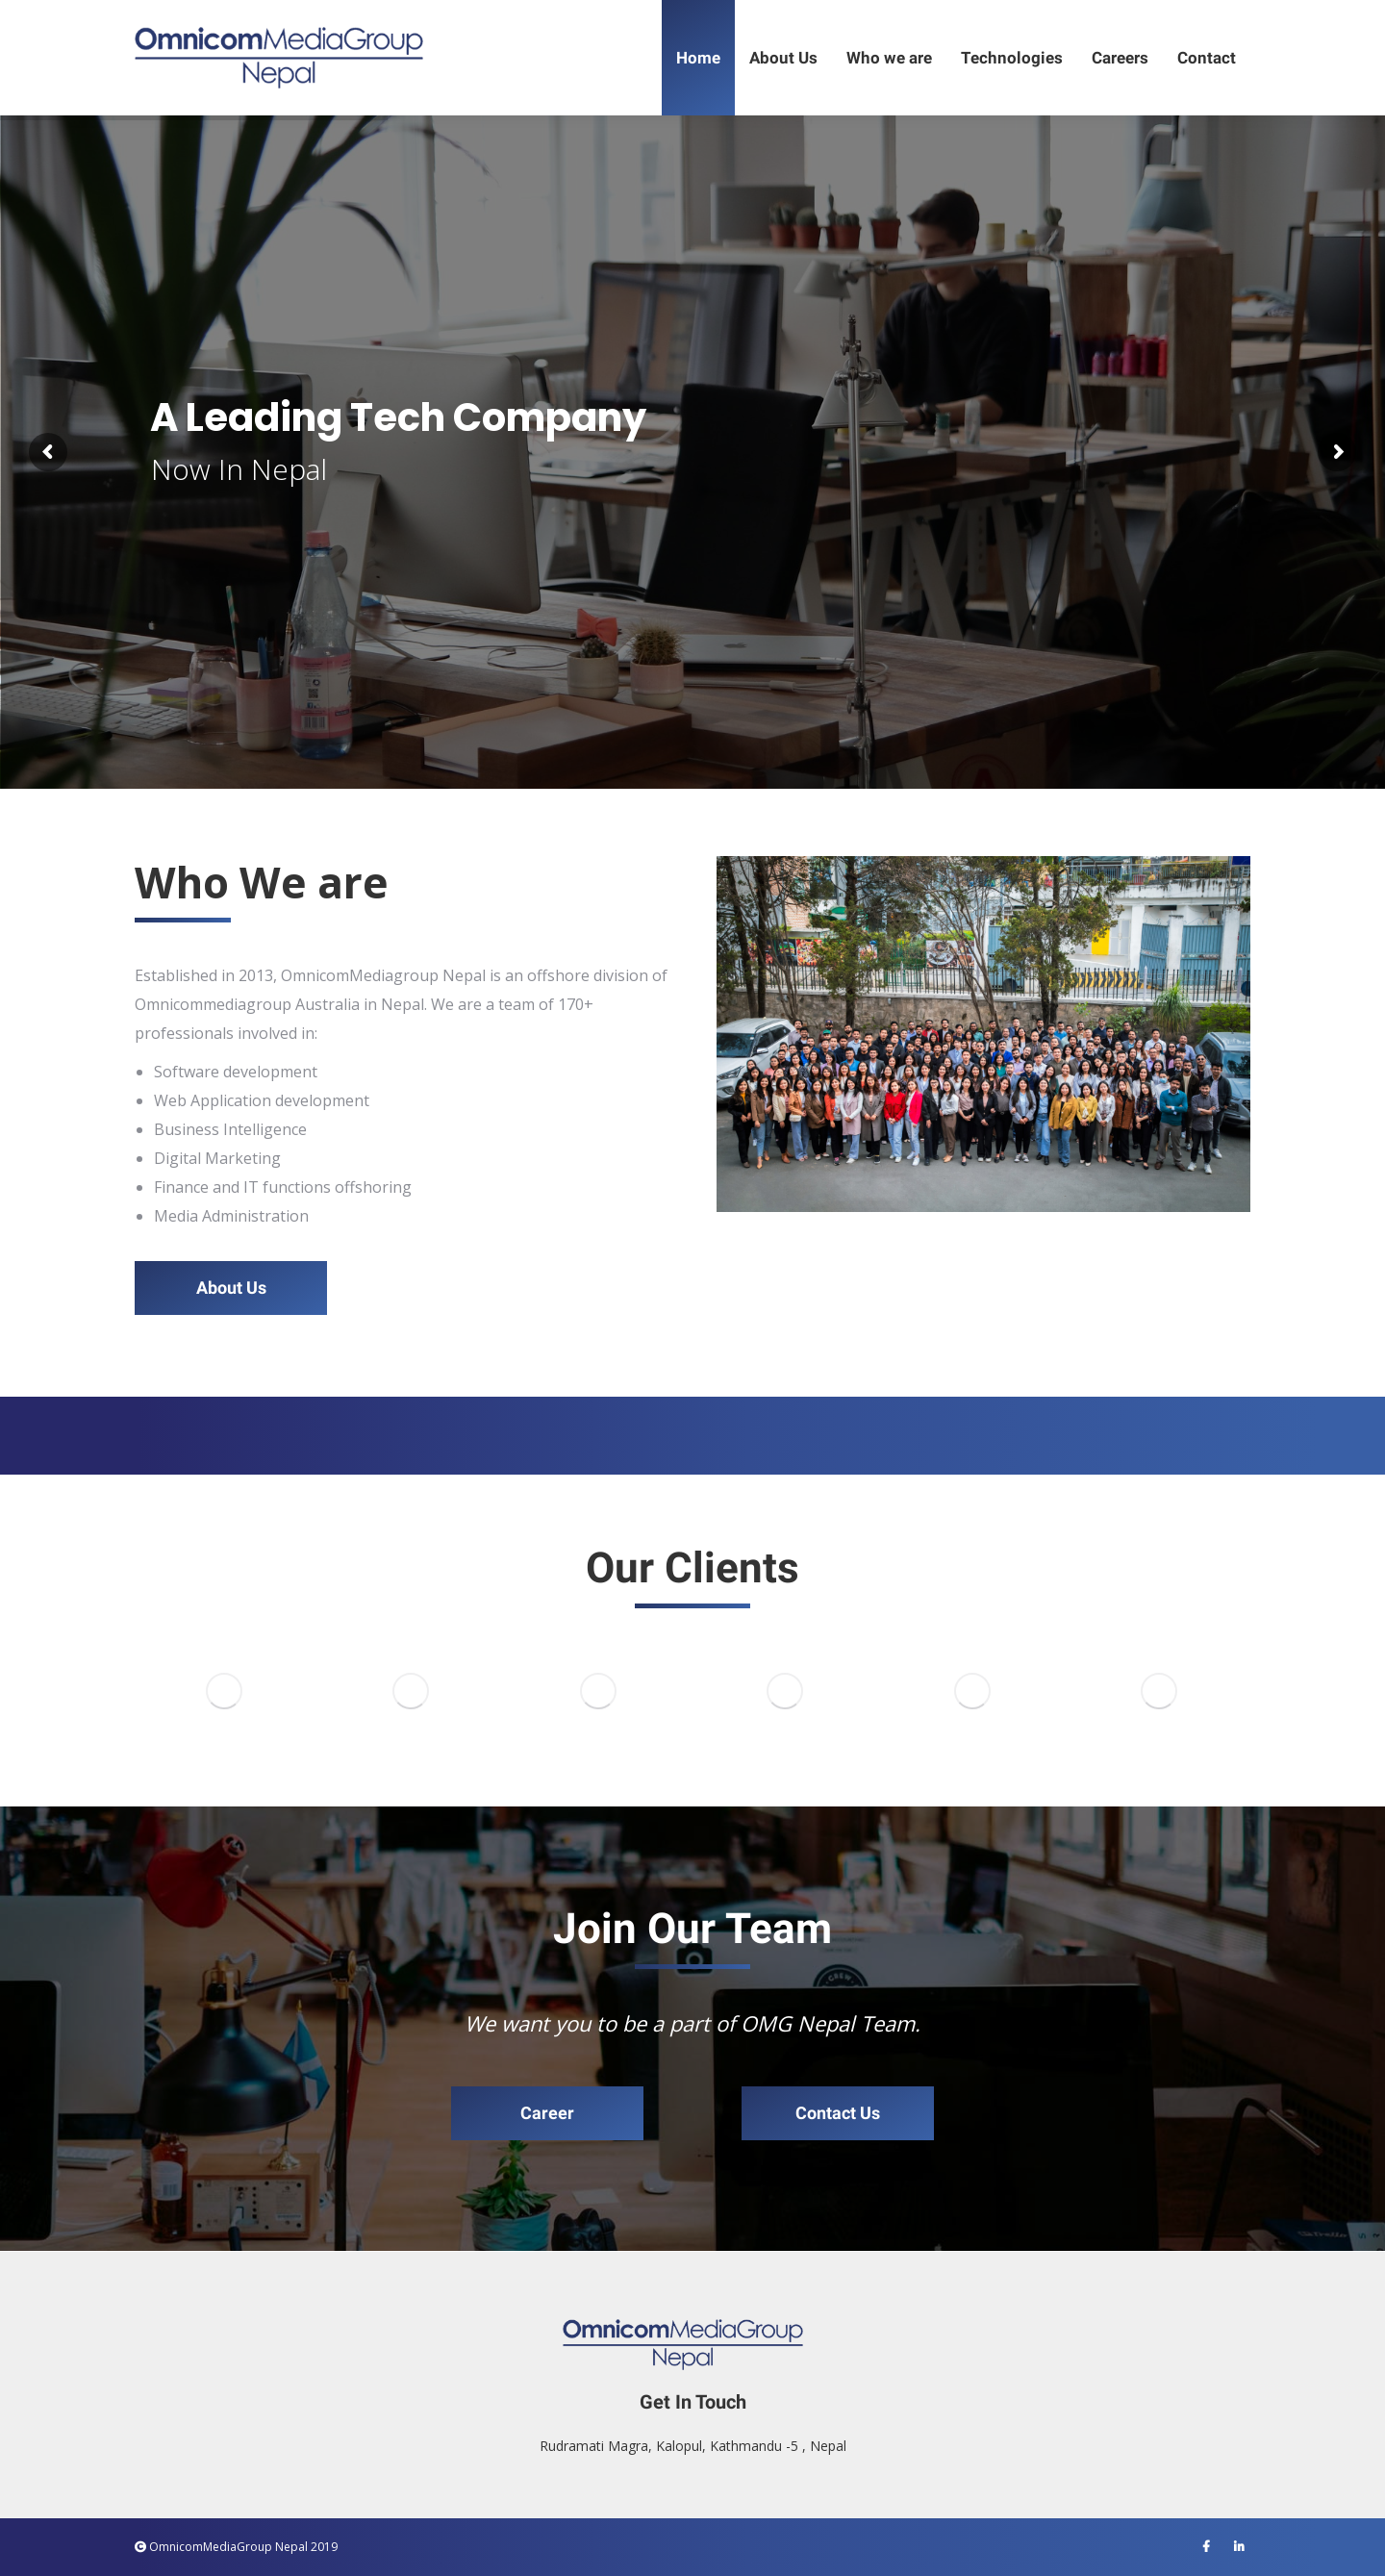 OmnicomMediaGroup
Nepal
Home About Us Who we are Technologies Careers Contact
A Leading Tech Company
Now In Nepal
Who We are
Established in 2013, OmnicomMediagroup Nepal is an offshore division of
Omnicommediagroup Australia in Nepal. We are a team of 170+
professionals involved in:
Software development
Web Application development
Business Intelligence
Digital Marketing
Finance and IT functions offshoring
Media Administration
About Us
Our Clients
Join Our Team
We want you to be a part of OMG Nepal Team.
Career Contact Us
OmnicomMediaGroup
Nepal
Get In Touch
Rudramati Magra, Kalopul, Kathmandu -5 , Nepal
OmnicomMediaGroup Nepal 2019